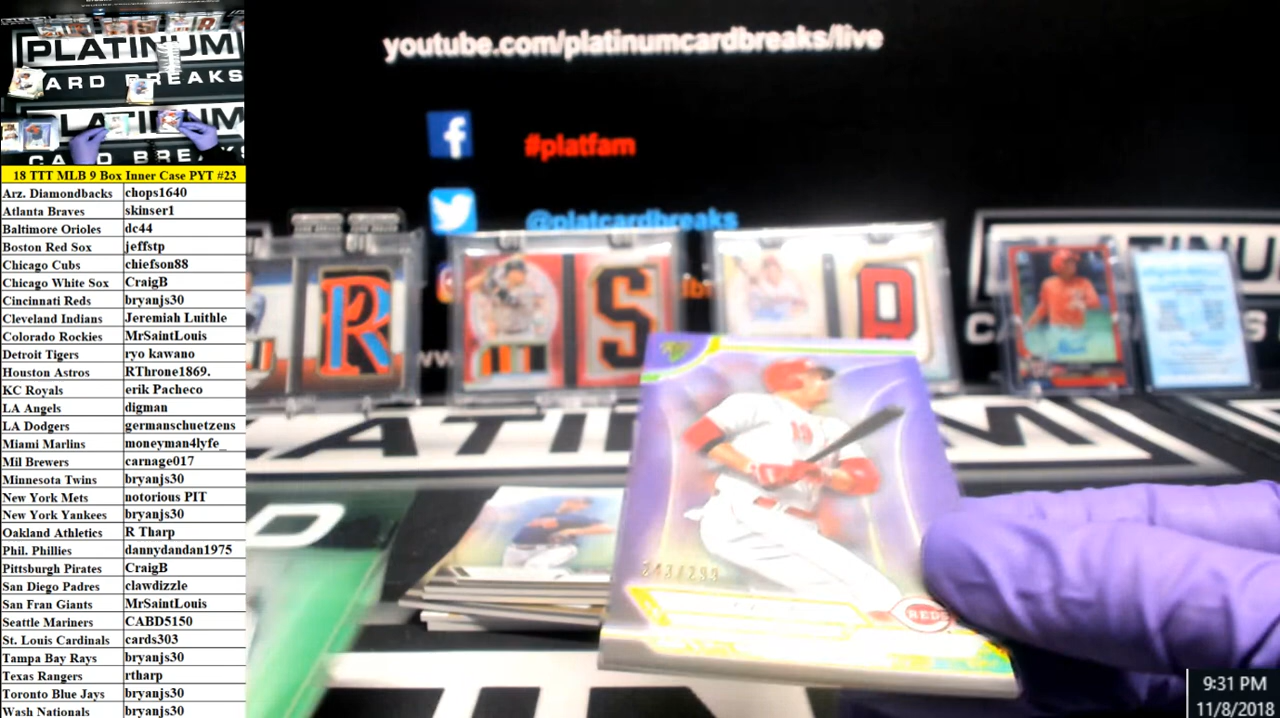 youtube.com/platinumcardbreaks/live
#platfam
@platcardbreaks
PLATINUM
ARD BREAKS
PLATINUM
CA D BREA
18 TTT MLB 9 Box Inner Case PYT #23
Arz. Diamondbacks chops1640
Atlanta Braves skinser1
Baltimore Orioles dc44
Boston Red Sox jeffstp
Chicago Cubs chiefson88
Chicago White Sox CraigB
Cincinnati Reds bryanjs30
Cleveland Indians Jeremiah Luithle
Colorado Rockies MrSaintLouis
Detroit Tigers ryo kawano
Houston Astros RThrone1869.
KC Royals erik Pacheco
LA Angels digman
LA Dodgers germanschuetzens
Miami Marlins moneyman4lyfe_
Mil Brewers carnage017
Minnesota Twins bryanjs30
New York Mets notorious PIT
New York Yankees bryanjs30
Oakland Athletics R Tharp
Phil. Phillies dannydandan1975
Pittsburgh Pirates CraigB
San Diego Padres clawdizzle
San Fran Giants MrSaintLouis
Seattle Mariners CABD5150
St. Louis Cardinals cards303
Tampa Bay Rays bryanjs30
Texas Rangers rtharp
Toronto Blue Jays bryanjs30
Wash Nationals bryanjs30
R
S
REDS
9:31 PM
11/8/2018